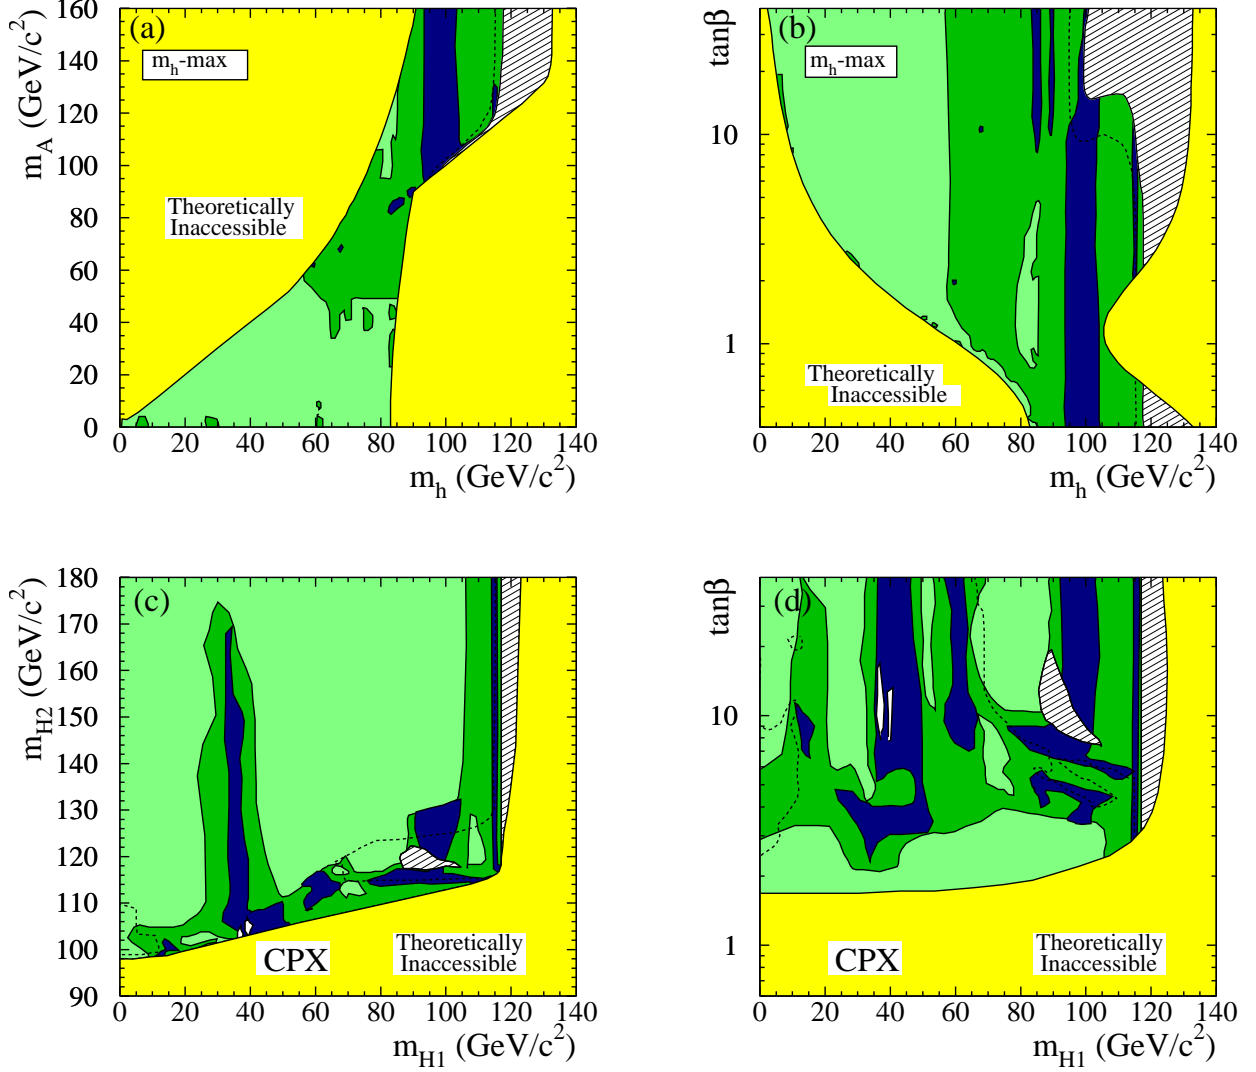 (a)
m_h-max
Theoretically
Inaccessible
m_A (GeV/c^2)
160
140
120
100
80
60
40
20
0
0 20 40 60 80 100 120 140
m_h (GeV/c^2)
(b)
m_h-max
Theoretically
Inaccessible
tanβ
10
1
0 20 40 60 80 100 120 140
m_h (GeV/c^2)
(c)
CPX
Theoretically
Inaccessible
m_H2 (GeV/c^2)
180
170
160
150
140
130
120
110
100
90
0 20 40 60 80 100 120 140
m_H1 (GeV/c^2)
(d)
CPX
Theoretically
Inaccessible
tanβ
10
1
0 20 40 60 80 100 120 140
m_H1 (GeV/c^2)